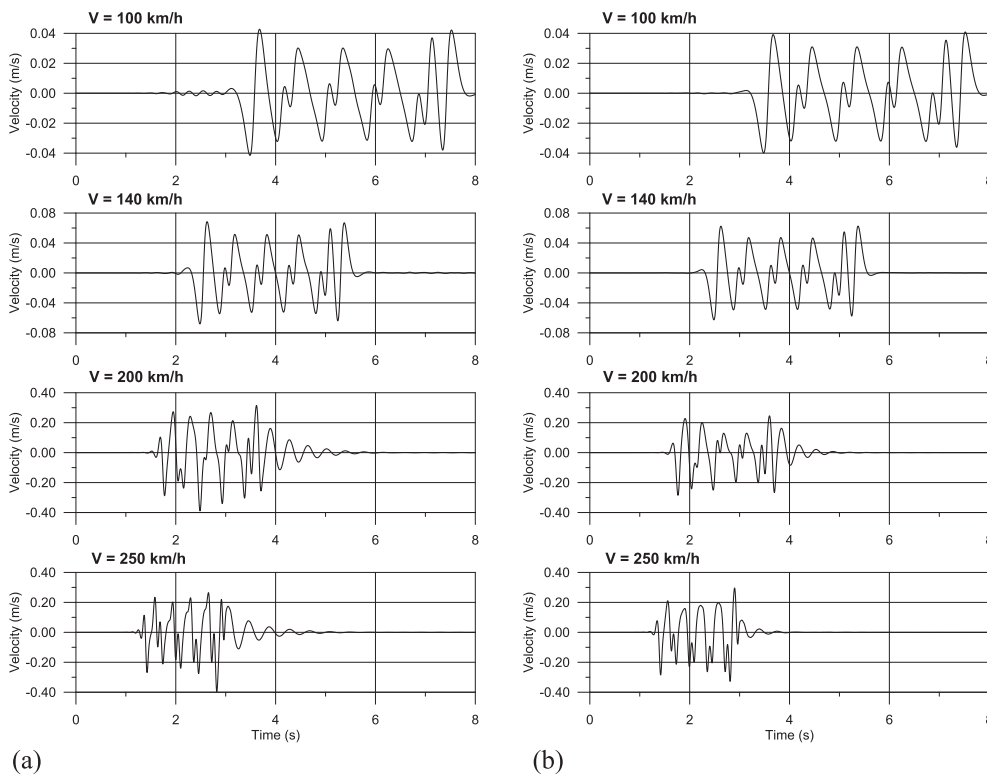 V = 100 km/h
Velocity (m/s)
0.04
0.02
0.00
-0.02
-0.04
0 2 4 6 8
V = 140 km/h
Velocity (m/s)
0.08
0.04
0.00
-0.04
-0.08
0 2 4 6 8
V = 200 km/h
Velocity (m/s)
0.40
0.20
0.00
-0.20
-0.40
0 2 4 6 8
V = 250 km/h
Velocity (m/s)
0.40
0.20
0.00
-0.20
-0.40
0 2 4 6 8
Time (s)
(a)
V = 100 km/h
Velocity (m/s)
0.04
0.02
0.00
-0.02
-0.04
0 2 4 6 8
V = 140 km/h
Velocity (m/s)
0.08
0.04
0.00
-0.04
-0.08
0 2 4 6 8
V = 200 km/h
Velocity (m/s)
0.40
0.20
0.00
-0.20
-0.40
0 2 4 6 8
V = 250 km/h
Velocity (m/s)
0.40
0.20
0.00
-0.20
-0.40
0 2 4 6 8
Time (s)
(b)